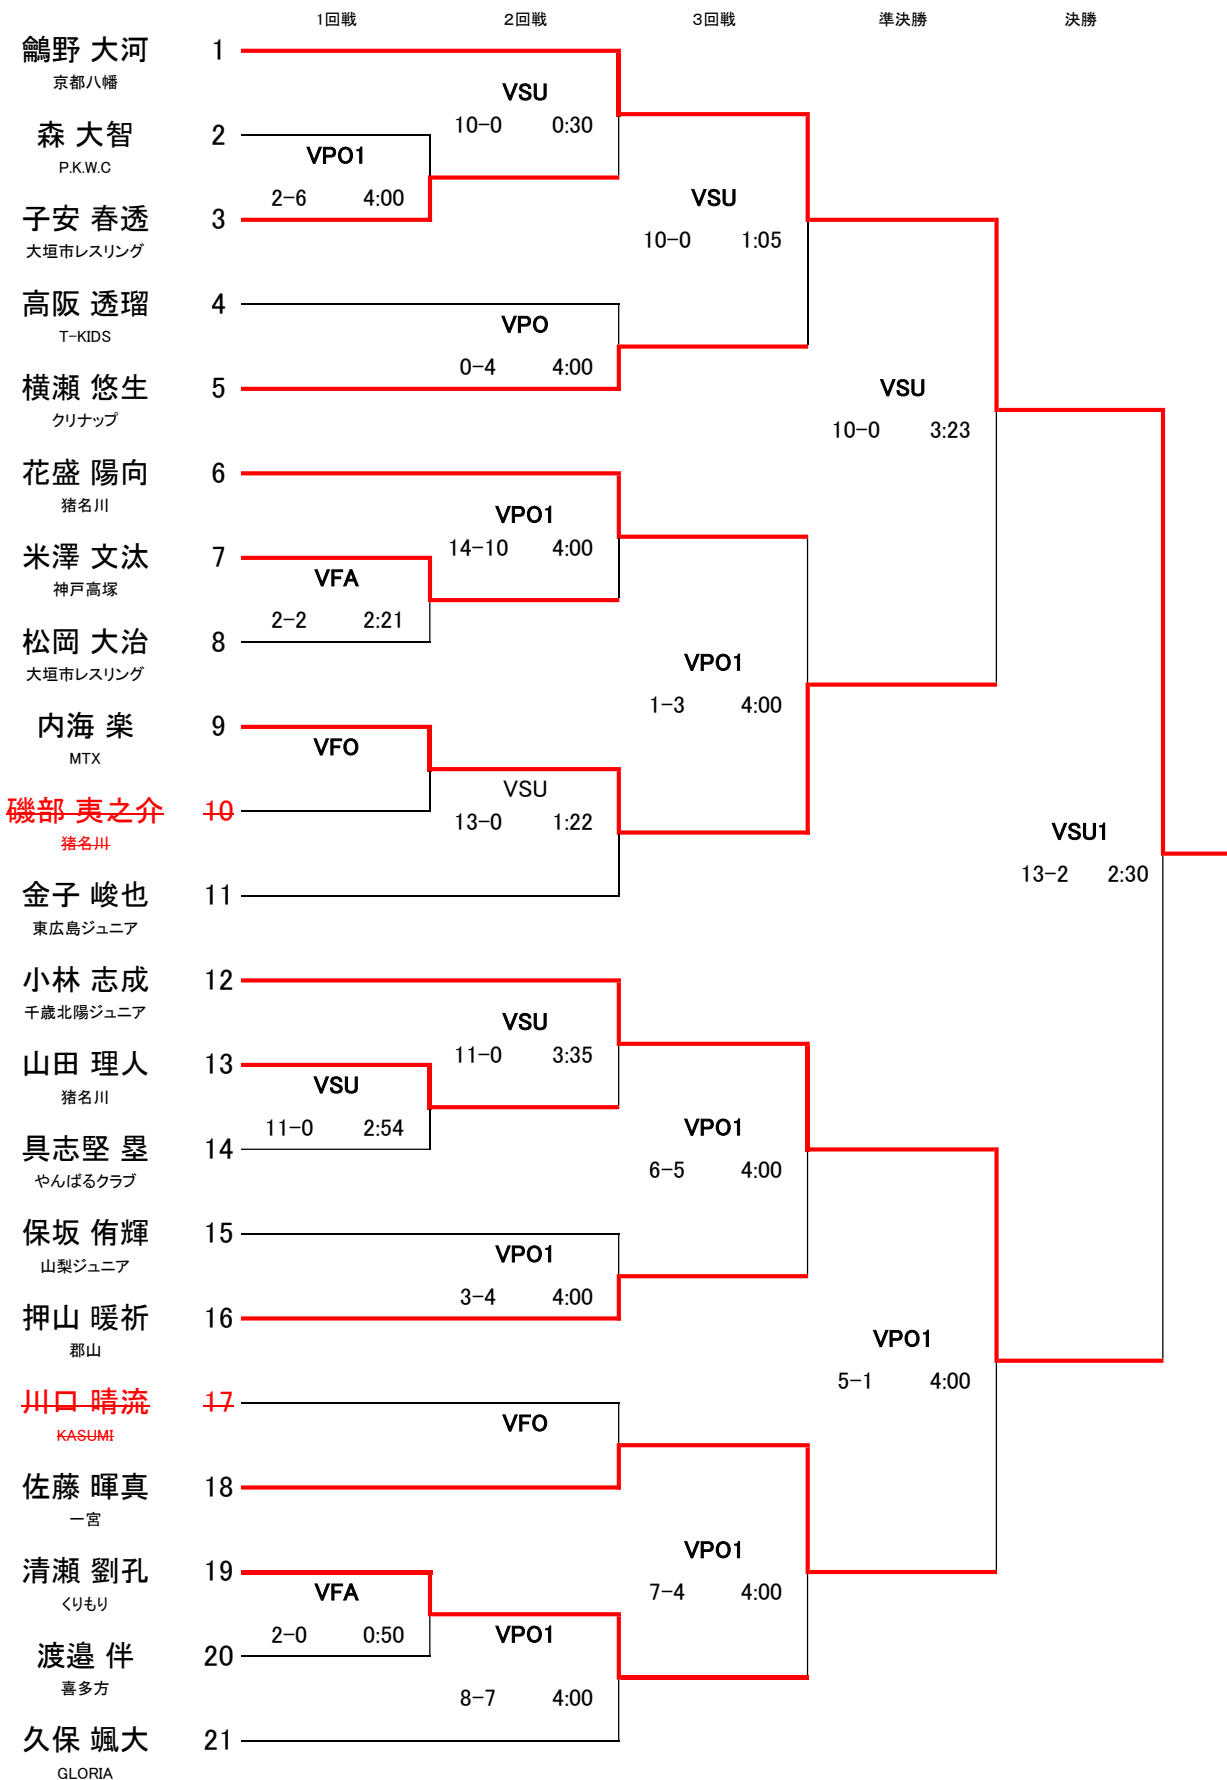 1回戦 2回戦 3回戦 準決勝 決勝
鸙野 大河 1
京都八幡
VSU
10-0 0:30
森 大智 2
P.K.W.C
VPO1
2-6 4:00
子安 春透 3
大垣市レスリング
VSU
10-0 1:05
高阪 透瑠 4
T-KIDS
VPO
0-4 4:00
横瀬 悠生 5
クリナップ
VSU
10-0 3:23
花盛 陽向 6
猪名川
VPO1
14-10 4:00
米澤 文汰 7
神戸高塚
VFA
2-2 2:21
松岡 大治 8
大垣市レスリング
VPO1
1-3 4:00
内海 楽 9
MTX
VFO
磯部 夷之介 10
猪名川
VSU
13-0 1:22
VSU1
13-2 2:30
金子 峻也 11
東広島ジュニア
小林 志成 12
千歳北陽ジュニア
VSU
11-0 3:35
山田 理人 13
猪名川
VSU
11-0 2:54
具志堅 塁 14
やんばるクラブ
VPO1
6-5 4:00
保坂 侑輝 15
山梨ジュニア
VPO1
3-4 4:00
押山 暖祈 16
郡山
VPO1
5-1 4:00
川口 晴流 17
KASUMI
VFO
佐藤 暉真 18
一宮
VPO1
7-4 4:00
清瀬 劉孔 19
くりもり
VFA
2-0 0:50
渡邉 伴 20
喜多方
VPO1
8-7 4:00
久保 颯大 21
GLORIA